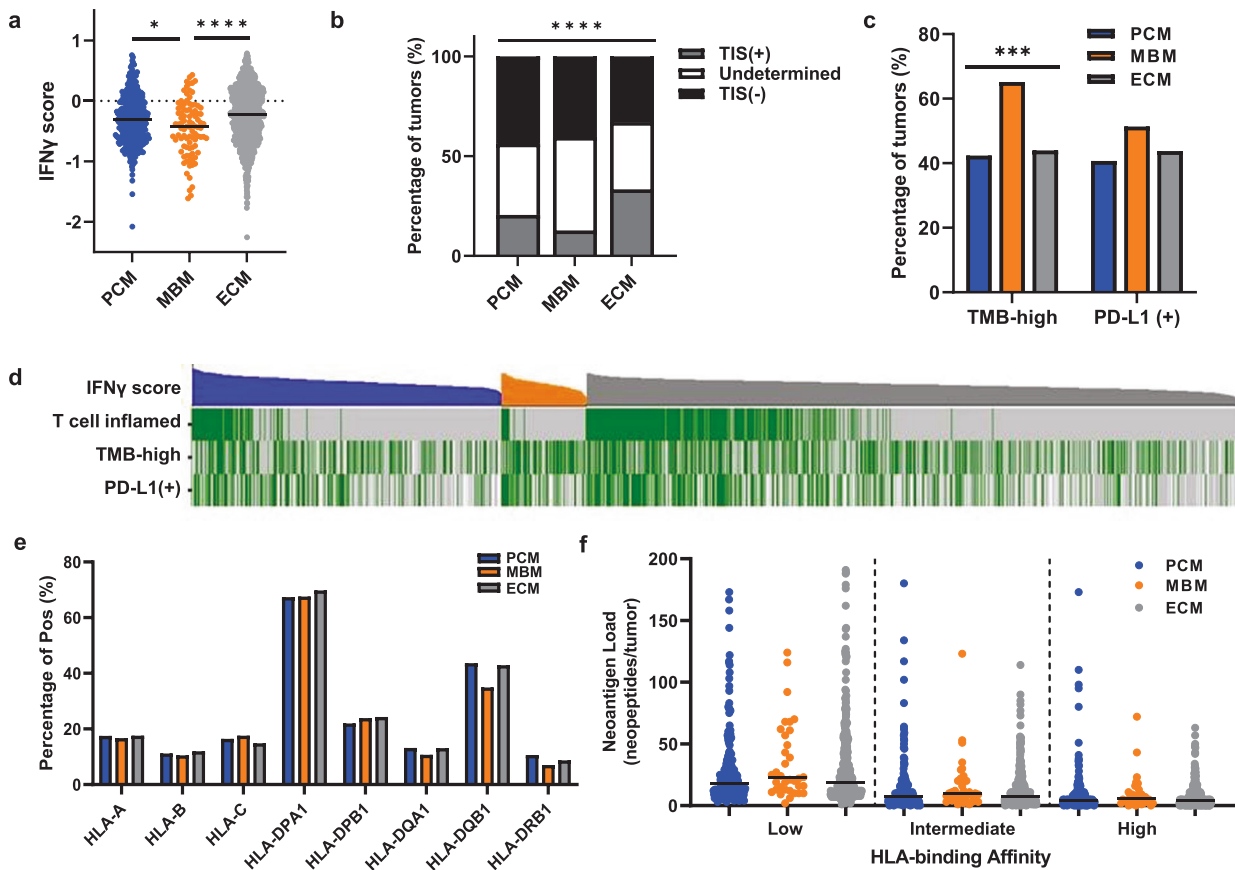 a
*
****
1
0
-1
-2
IFNγ score
PCM
MBM
ECM
b
****
100
50
0
Percentage of tumors (%)
TIS(+)
Undetermined
TIS(-)
PCM
MBM
ECM
c
***
80
60
40
20
0
Percentage of tumors (%)
PCM
MBM
ECM
TMB-high
PD-L1 (+)
d
IFNγ score
T cell inflamed
TMB-high
PD-L1(+)
e
80
60
40
20
0
Percentage of Pos (%)
PCM
MBM
ECM
HLA-A
HLA-B
HLA-C
HLA-DPA1
HLA-DPB1
HLA-DQA1
HLA-DQB1
HLA-DRB1
f
200
150
100
50
0
Neoantigen Load
(neopeptides/tumor)
PCM
MBM
ECM
Low
Intermediate
High
HLA-binding Affinity